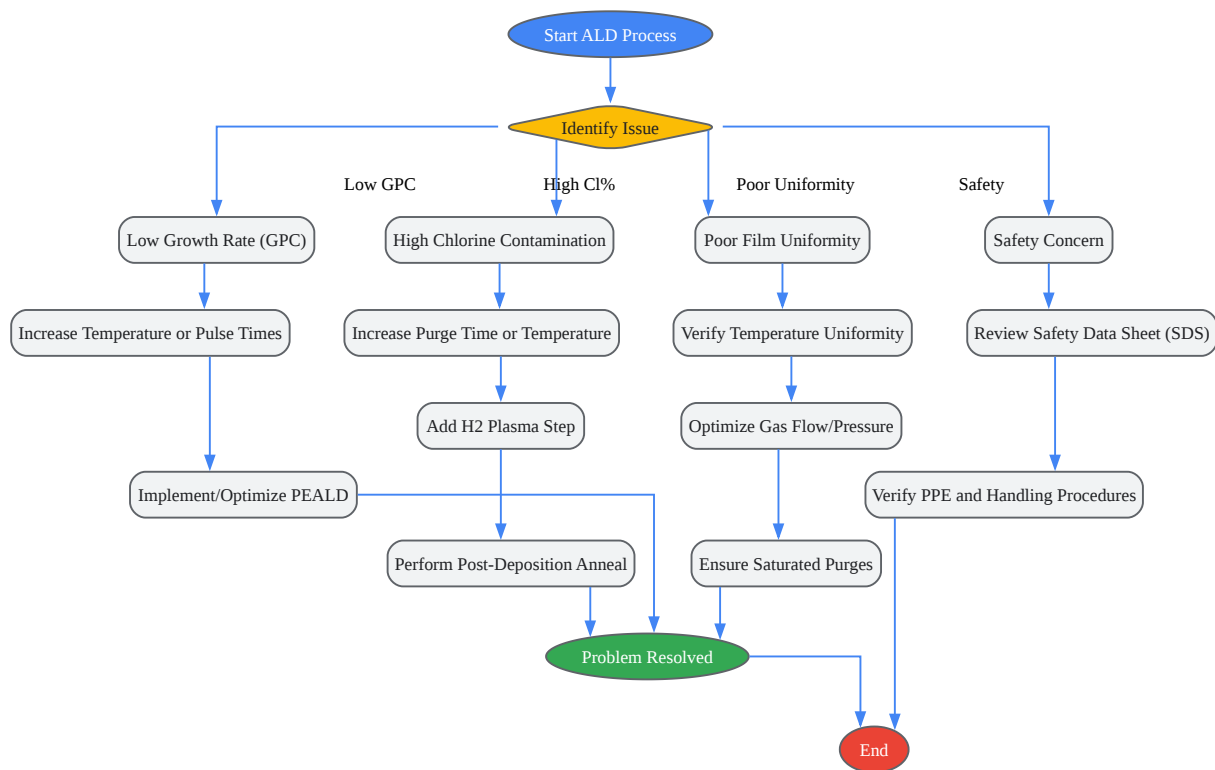 Start ALD Process
Identify Issue
Low GPC
High Cl%
Poor Uniformity
Safety
Low Growth Rate (GPC)
High Chlorine Contamination
Poor Film Uniformity
Safety Concern
Increase Temperature or Pulse Times
Increase Purge Time or Temperature
Verify Temperature Uniformity
Review Safety Data Sheet (SDS)
Add H2 Plasma Step
Optimize Gas Flow/Pressure
Implement/Optimize PEALD
Verify PPE and Handling Procedures
Perform Post-Deposition Anneal
Ensure Saturated Purges
Problem Resolved
End